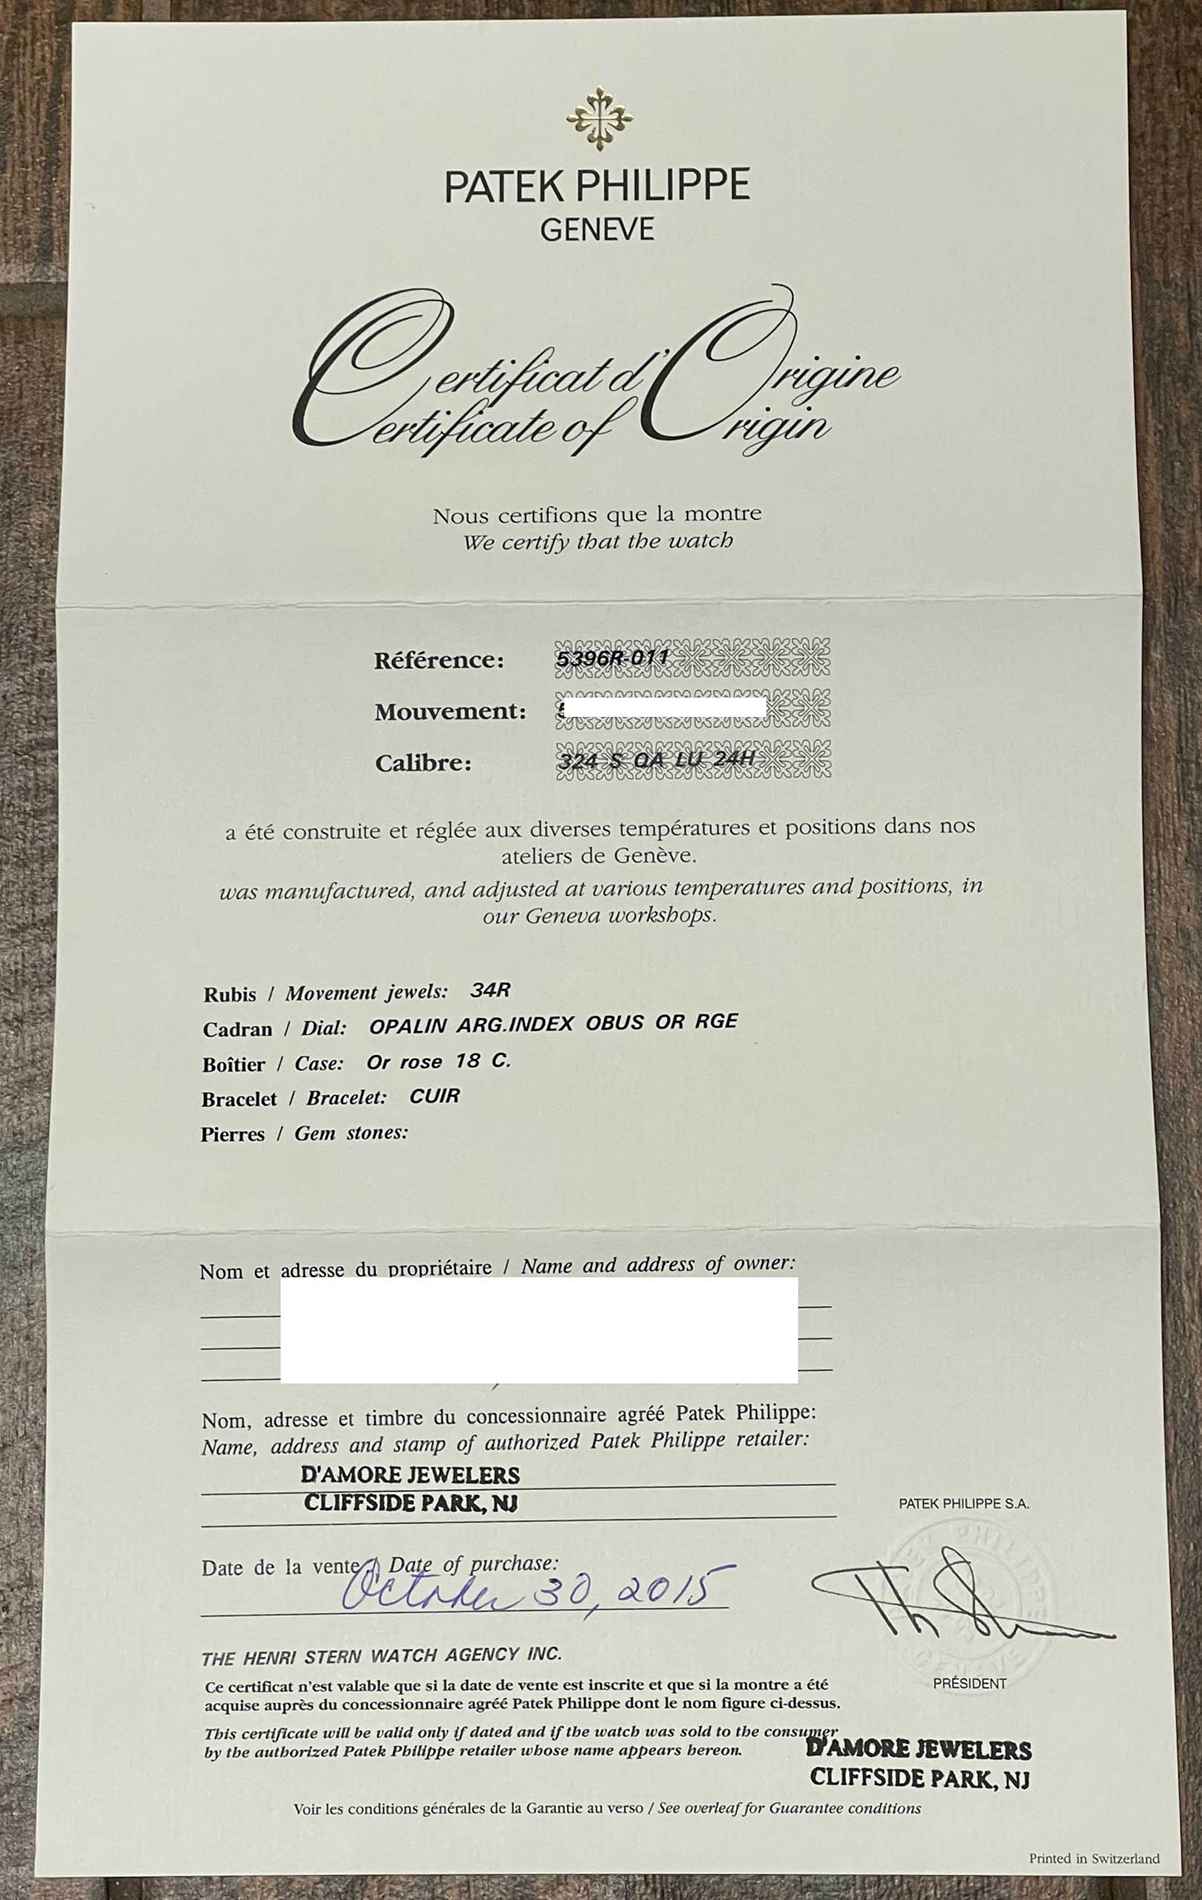 PATEK PHILIPPE
GENEVE
Certificat d'Origine
Certificate of Origin
Nous certifions que la montre
We certify that the watch
Référence: 5396R-011
Mouvement:
Calibre: 324 S QA LU 24H
a été construite et réglée aux diverses températures et positions dans nos
ateliers de Genève.
was manufactured, and adjusted at various temperatures and positions, in
our Geneva workshops.
Rubis / Movement jewels: 34R
Cadran / Dial: OPALIN ARG.INDEX OBUS OR RGE
Boîtier / Case: Or rose 18 C.
Bracelet / Bracelet: CUIR
Pierres / Gem stones:
Nom et adresse du propriétaire / Name and address of owner:
Nom, adresse et timbre du concessionnaire agréé Patek Philippe:
Name, address and stamp of authorized Patek Philippe retailer:
D'AMORE JEWELERS
CLIFFSIDE PARK, NJ
PATEK PHILIPPE S.A.
Date de la vente / Date of purchase:
October 30, 2015
PATEK PHILIPPE
GENEVE
THE HENRI STERN WATCH AGENCY INC.
PRÉSIDENT
Ce certificat n'est valable que si la date de vente est inscrite et que si la montre a été
acquise auprès du concessionnaire agréé Patek Philippe dont le nom figure ci-dessus.
This certificate will be valid only if dated and if the watch was sold to the consumer
by the authorized Patek Philippe retailer whose name appears hereon.
D'AMORE JEWELERS
CLIFFSIDE PARK, NJ
Voir les conditions générales de la Garantie au verso / See overleaf for Guarantee conditions
Printed in Switzerland